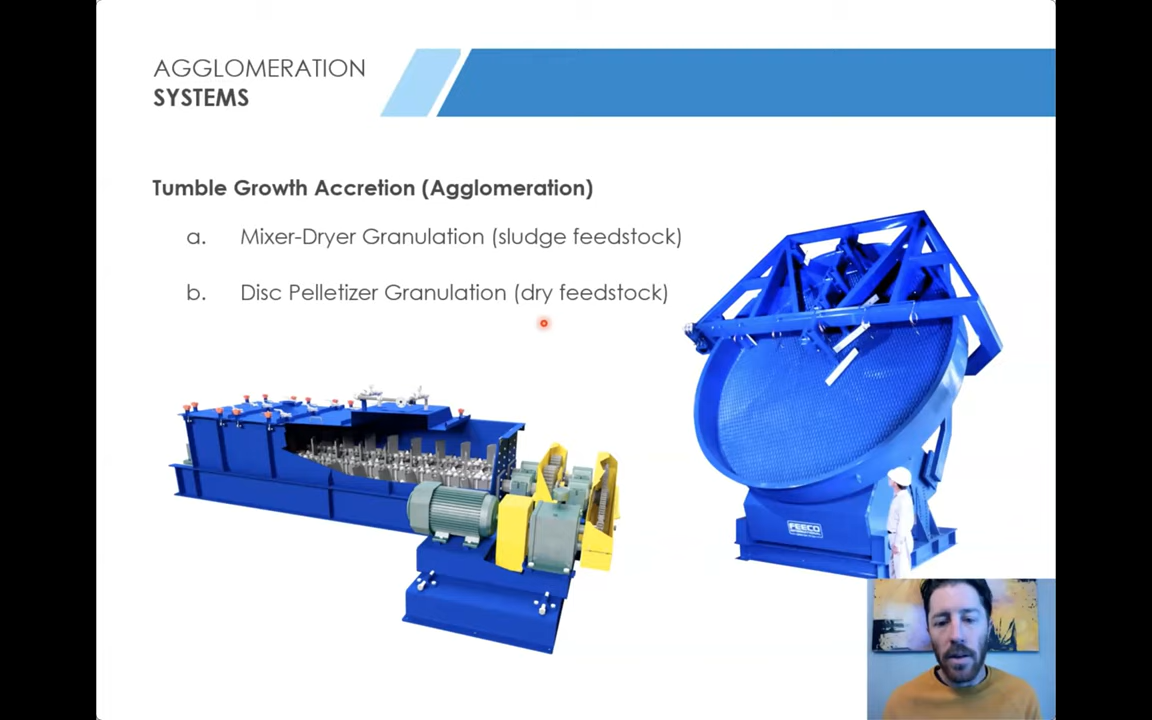 AGGLOMERATION
SYSTEMS
Tumble Growth Accretion (Agglomeration)
a. Mixer-Dryer Granulation (sludge feedstock)
b. Disc Pelletizer Granulation (dry feedstock)
FEECO